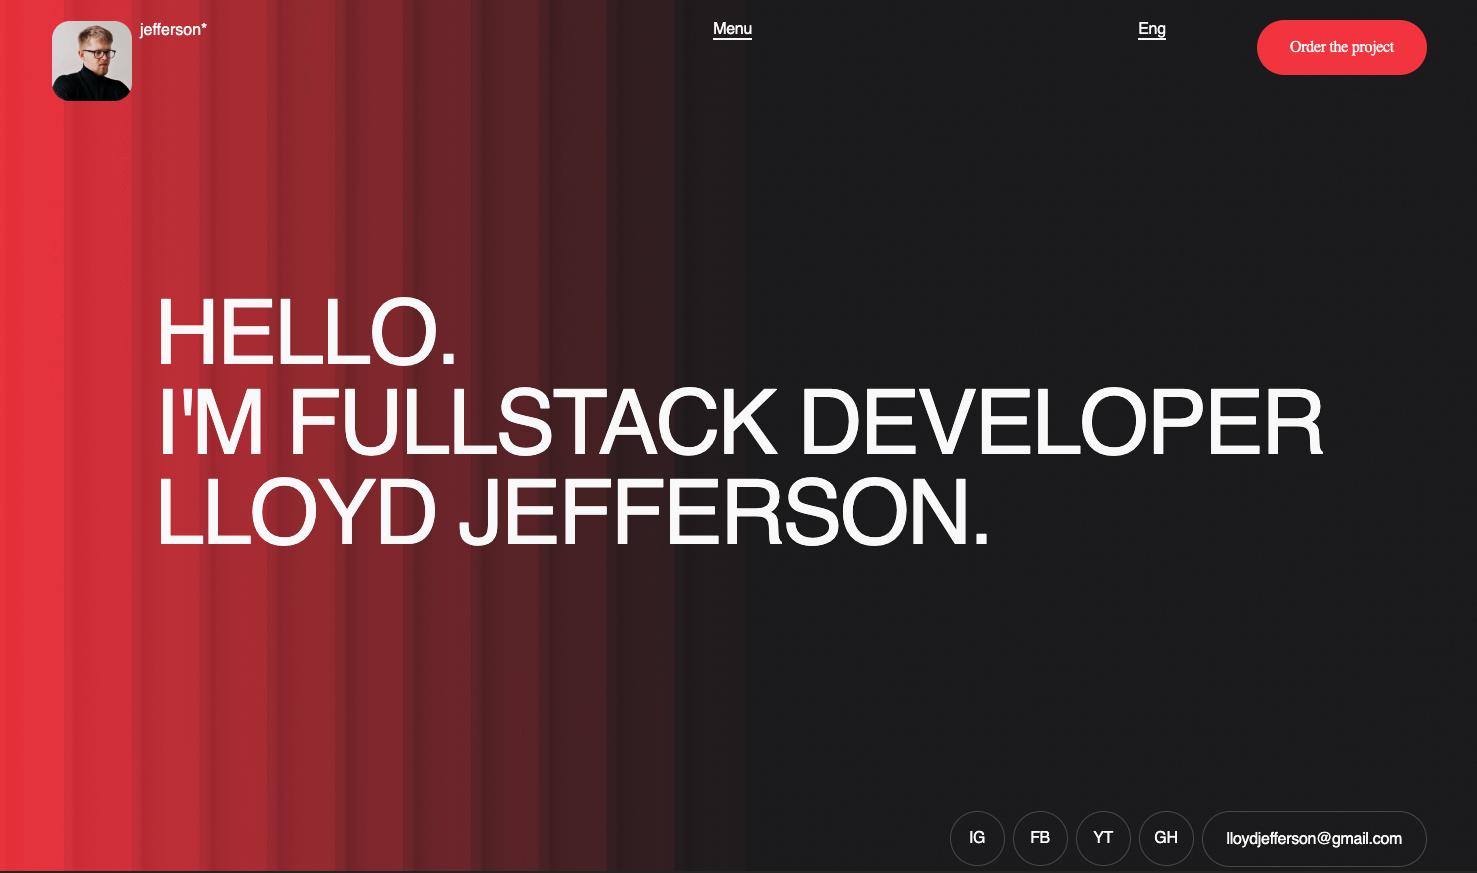 jefferson*
Menu
Eng
Order the project
HELLO.
I'M FULLSTACK DEVELOPER
LLOYD JEFFERSON.
IG
FB
YT
GH
lloydjefferson@gmail.com